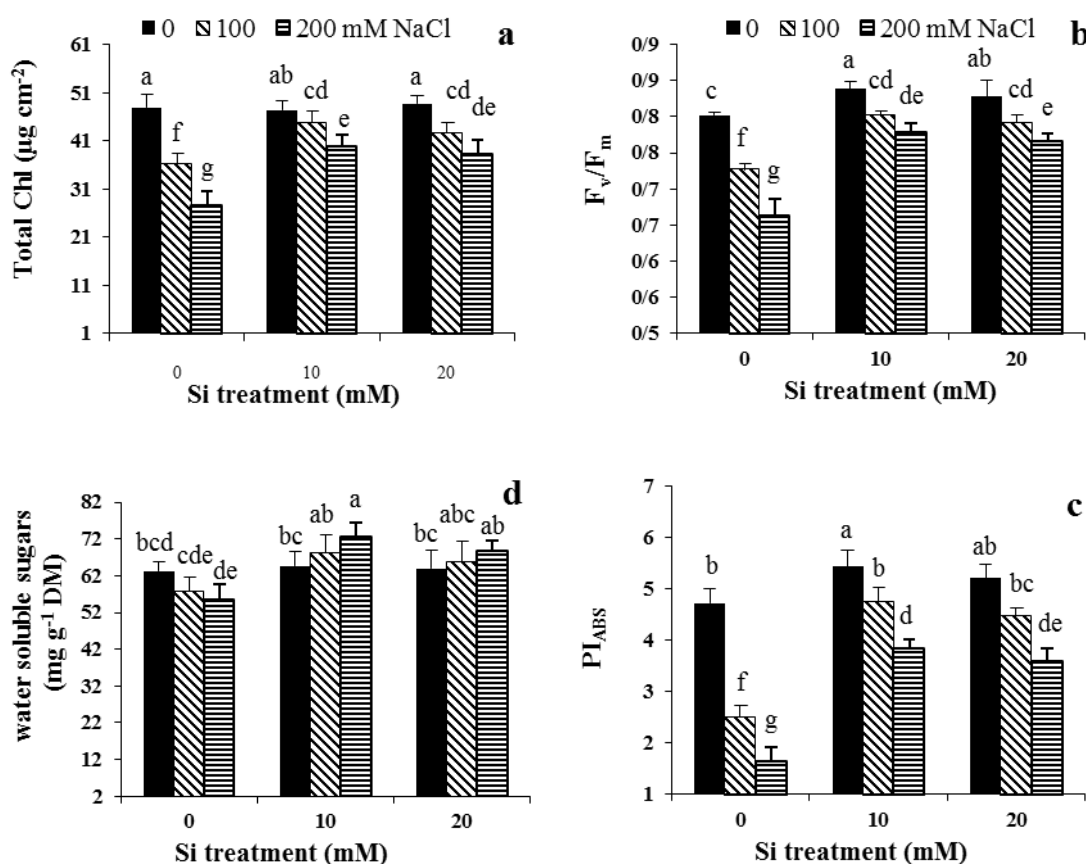 0 100 200 mM NaCl
a
61
51
41
31
21
11
1
Total Chl (µg cm⁻²)
a f g ab cd e a cd de
0 10 20
Si treatment (mM)
0 100 200 mM NaCl
b
0/9
0/9
0/8
0/8
0/7
0/7
0/6
0/6
0/5
Fv/Fm
c f g a cd de ab cd e
0 10 20
Si treatment (mM)
d
82
72
62
52
42
32
22
12
2
water soluble sugars
(mg g⁻¹ DM)
bcd cde de bc ab a bc abc ab
0 10 20
Si treatment (mM)
c
7
6
5
4
3
2
1
PIABS
b f g a b d ab bc de
0 10 20
Si treatment (mM)